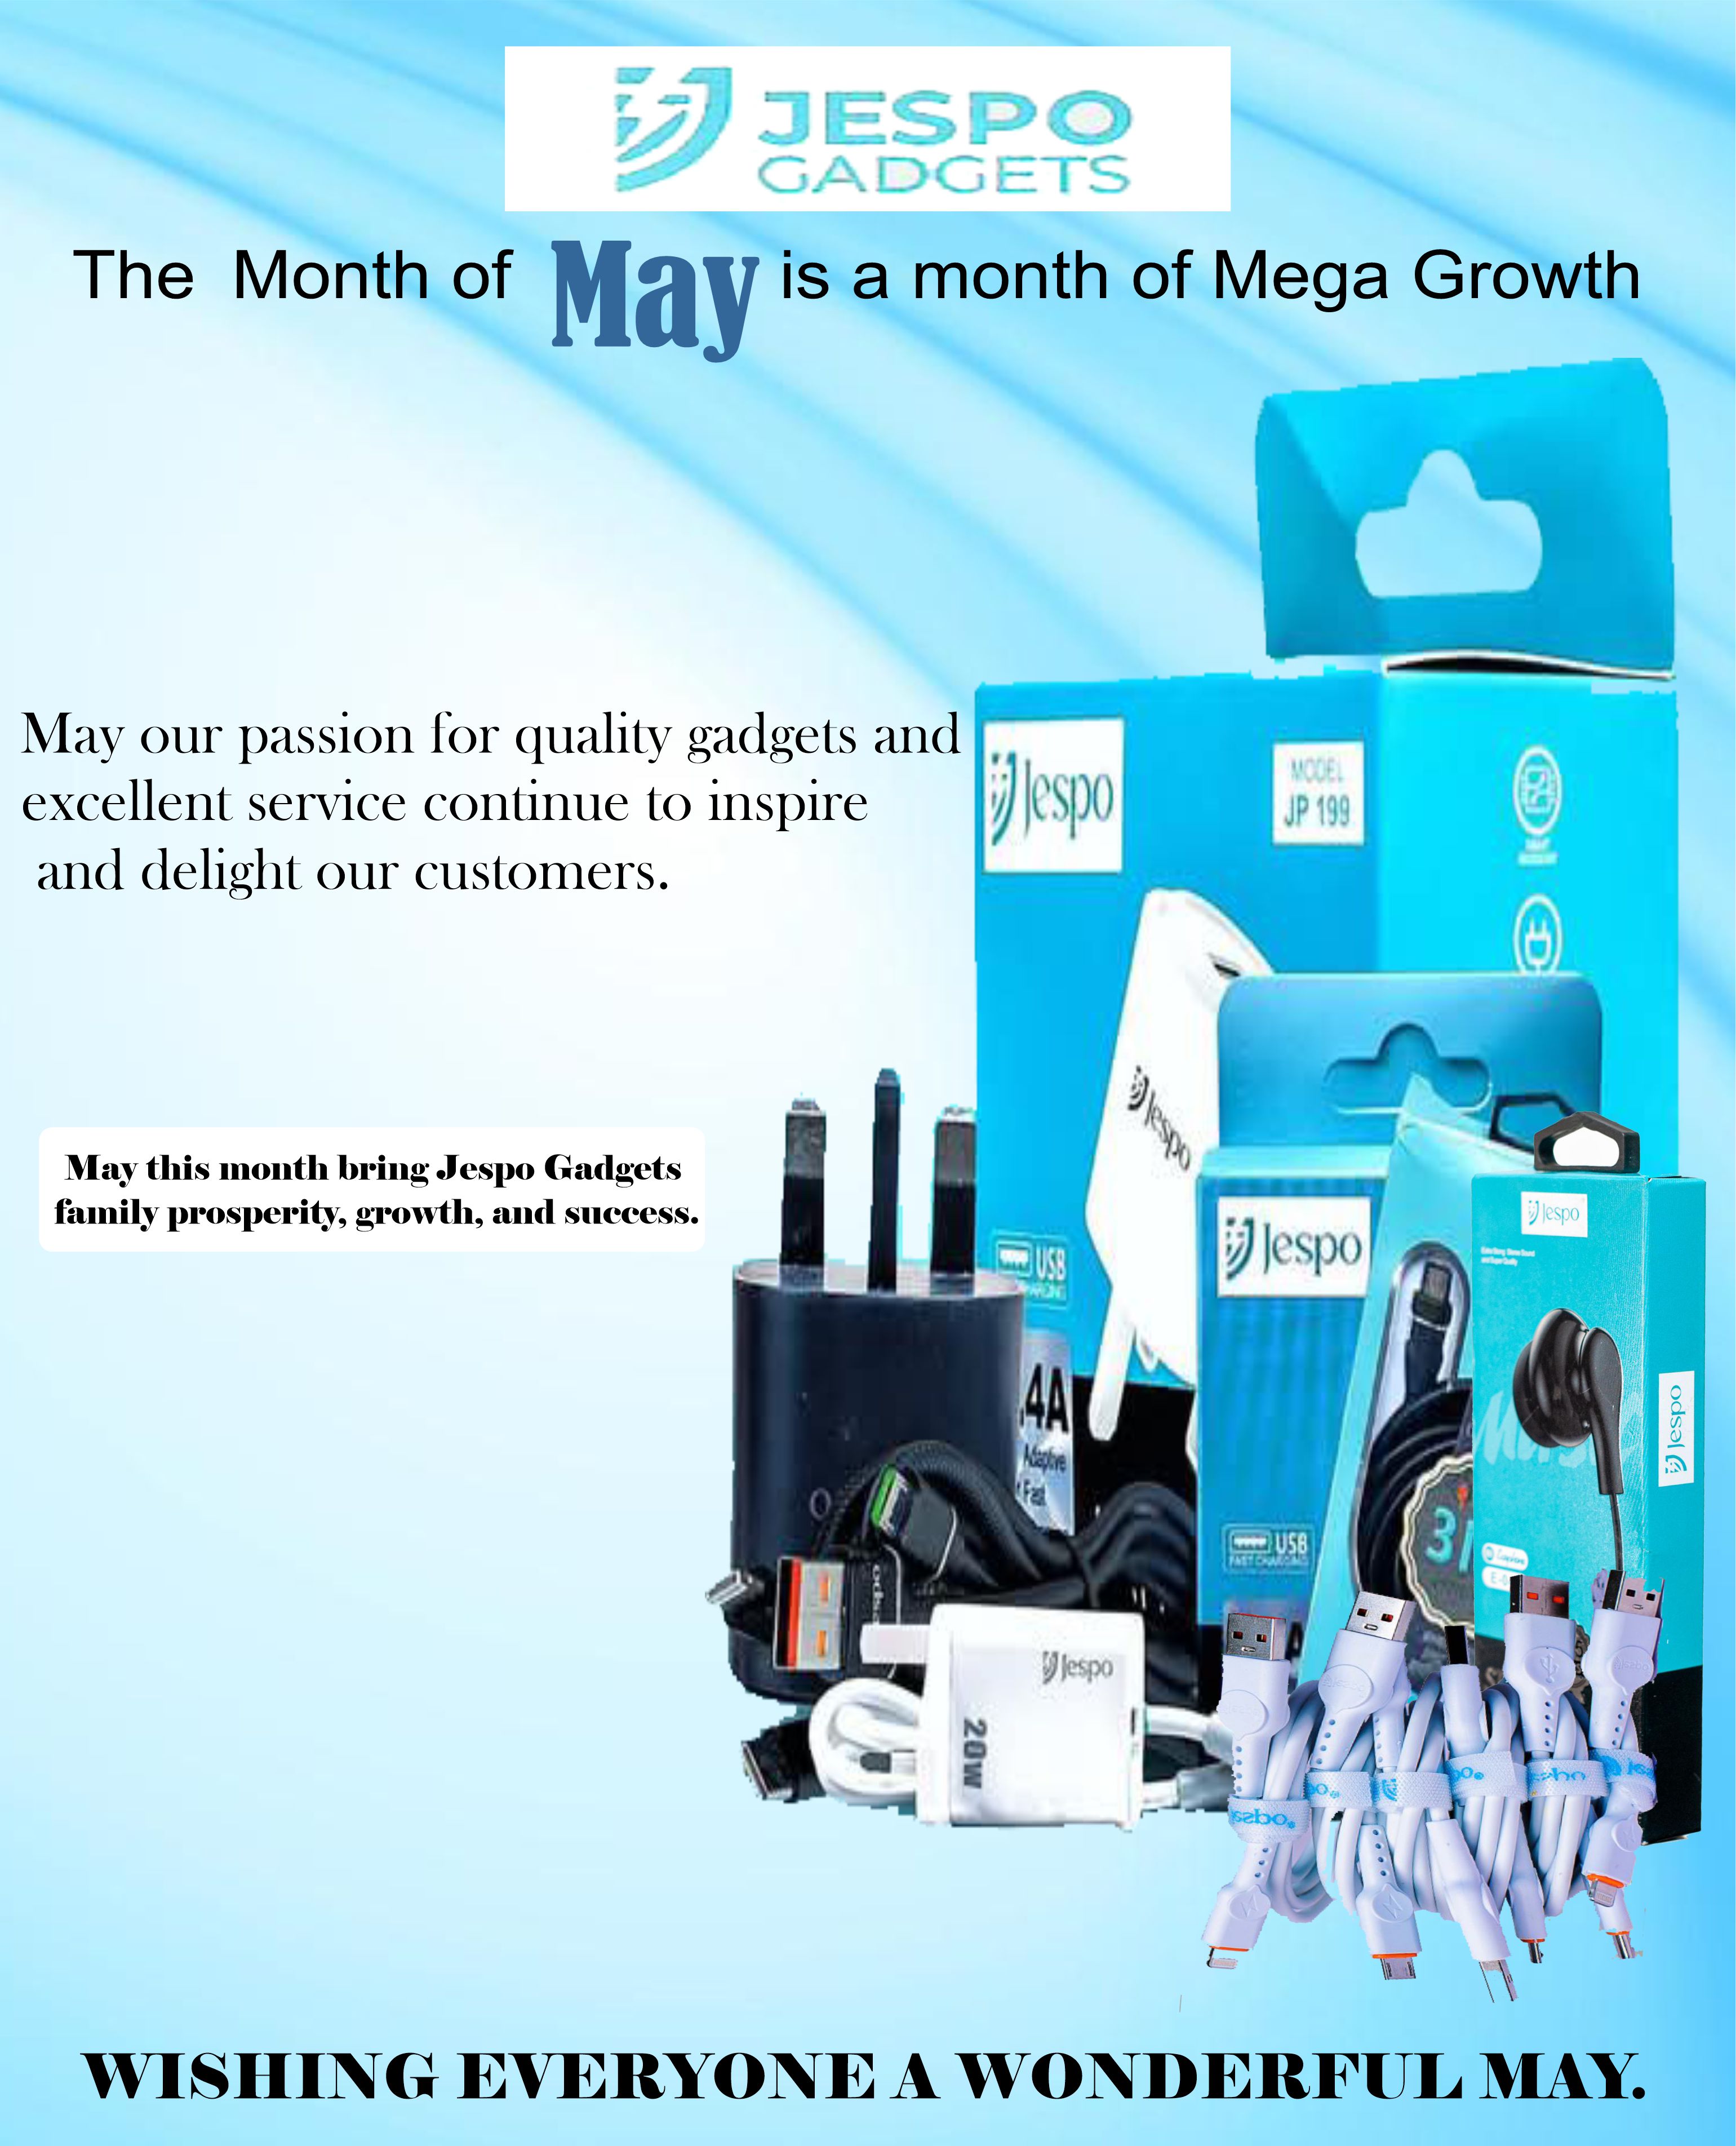 JESPO
GADGETS
The Month of May is a month of Mega Growth
May our passion for quality gadgets and
excellent service continue to inspire
and delight our customers.
May this month bring Jespo Gadgets
family prosperity, growth, and success.
Jespo
MODEL
JP 199
Jespo
USB
Jespo
USB
FAST CHARGING
Jespo
Jespo
.4A
Adaptive
Fast
Jespo
20W
WISHING EVERYONE A WONDERFUL MAY.